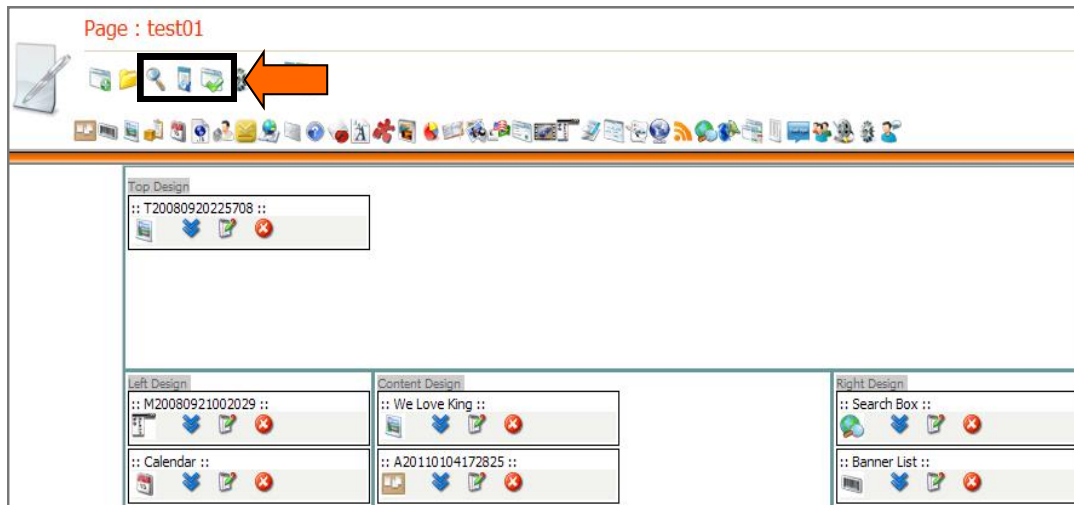 Page : test01
Top Design
:: T20080920225708 ::
Left Design
:: M20080921002029 ::
:: Calendar ::
Content Design
:: We Love King ::
:: A20110104172825 ::
Right Design
:: Search Box ::
:: Banner List ::